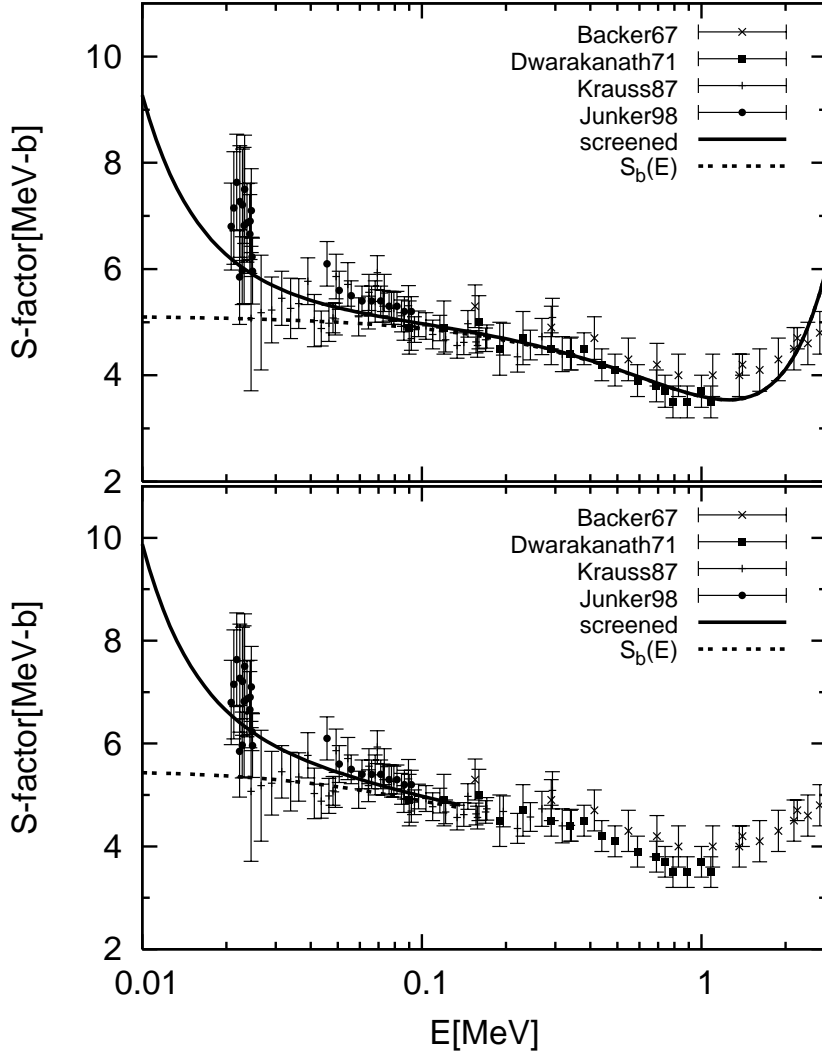 10
8
6
4
2
S-factor[MeV-b]
Backer67
Dwarakanath71
Krauss87
Junker98
screened
S_b(E)
10
8
6
4
2
S-factor[MeV-b]
Backer67
Dwarakanath71
Krauss87
Junker98
screened
S_b(E)
0.01 0.1 1
E[MeV]